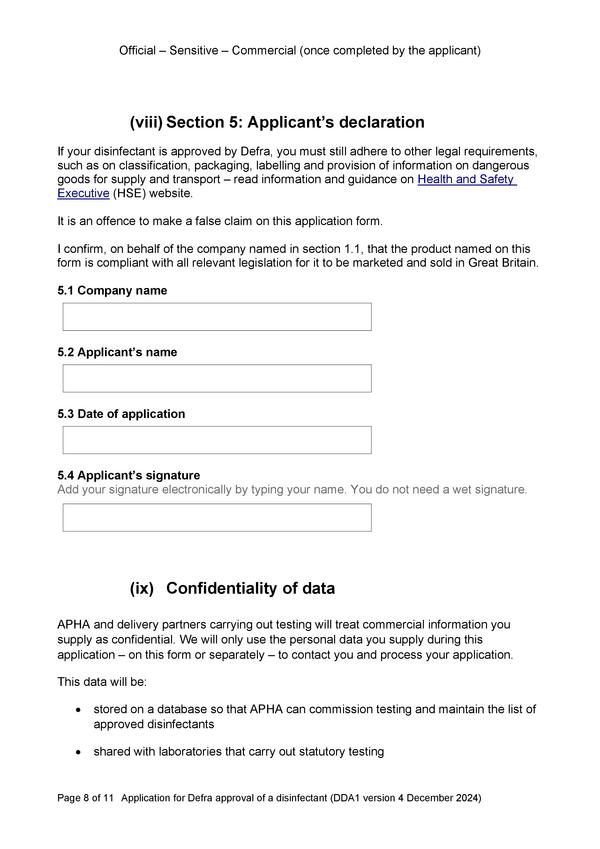 Official – Sensitive – Commercial (once completed by the applicant)
(viii) Section 5: Applicant’s declaration
If your disinfectant is approved by Defra, you must still adhere to other legal requirements,
such as on classification, packaging, labelling and provision of information on dangerous
goods for supply and transport – read information and guidance on Health and Safety
Executive (HSE) website.
It is an offence to make a false claim on this application form.
I confirm, on behalf of the company named in section 1.1, that the product named on this
form is compliant with all relevant legislation for it to be marketed and sold in Great Britain.
5.1 Company name
5.2 Applicant’s name
5.3 Date of application
5.4 Applicant’s signature
Add your signature electronically by typing your name. You do not need a wet signature.
(ix) Confidentiality of data
APHA and delivery partners carrying out testing will treat commercial information you
supply as confidential. We will only use the personal data you supply during this
application – on this form or separately – to contact you and process your application.
This data will be:
• stored on a database so that APHA can commission testing and maintain the list of
approved disinfectants
• shared with laboratories that carry out statutory testing
Page 8 of 11 Application for Defra approval of a disinfectant (DDA1 version 4 December 2024)